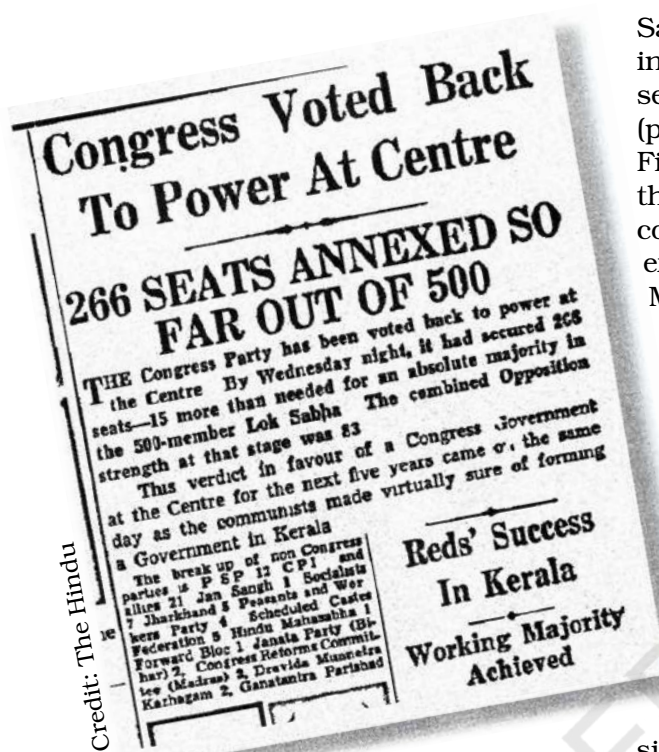 Congress Voted Back
To Power At Centre
266 SEATS ANNEXED SO
FAR OUT OF 500
THE Congress Party has been voted back to power at
the Centre By Wednesday night, it had secured 266
seats—15 more than needed for an absolute majority in
the 500-member Lok Sabha The combined Opposition
strength at that stage was 83
This verdict in favour of a Congress Government
at the Centre for the next five years came on the same
day as the communists made virtually sure of forming
a Government in Kerala
The break up of non Congress
parties is P S P 12 C P I and
allies 21 Jan Sangh 1 Socialists
7 Jharkhand 5 Peasants and Wor
kers Party 4 Scheduled Castes
Federation 5 Hindu Mahasabha 1
Forward Bloc 1 Janata Party (Bi-
har) 2, Congress Reforms Commit-
tee (Madras) 2, Dravida Munnetra
Kazhagam 2, Ganatantra Parishad
Reds' Success
In Kerala
Working Majority
Achieved
Credit: The Hindu